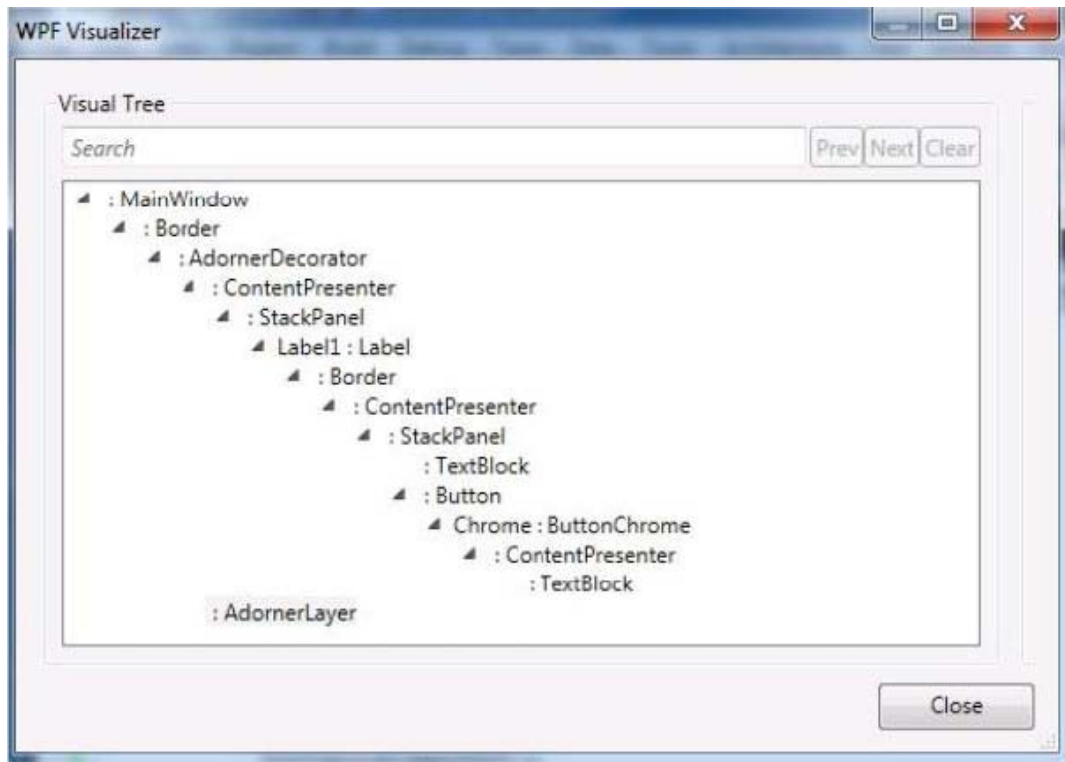 WPF Visualizer
Visual Tree
Search Prev Next Clear
: MainWindow
: Border
: AdornerDecorator
: ContentPresenter
: StackPanel
Label1 : Label
: Border
: ContentPresenter
: StackPanel
: TextBlock
: Button
Chrome : ButtonChrome
: ContentPresenter
: TextBlock
: AdornerLayer
Close